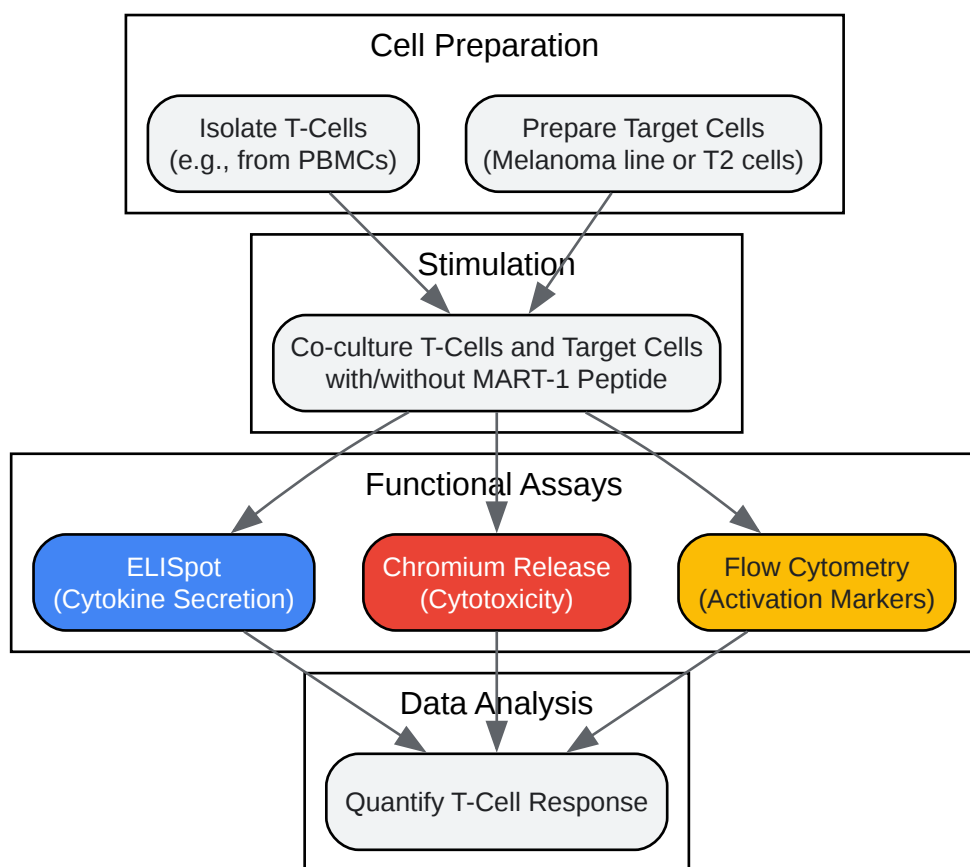 Cell Preparation
Isolate T-Cells
(e.g., from PBMCs)
Prepare Target Cells
(Melanoma line or T2 cells)
Stimulation
Co-culture T-Cells and Target Cells
with/without MART-1 Peptide
Functional Assays
ELISpot
(Cytokine Secretion)
Chromium Release
(Cytotoxicity)
Flow Cytometry
(Activation Markers)
Data Analysis
Quantify T-Cell Response